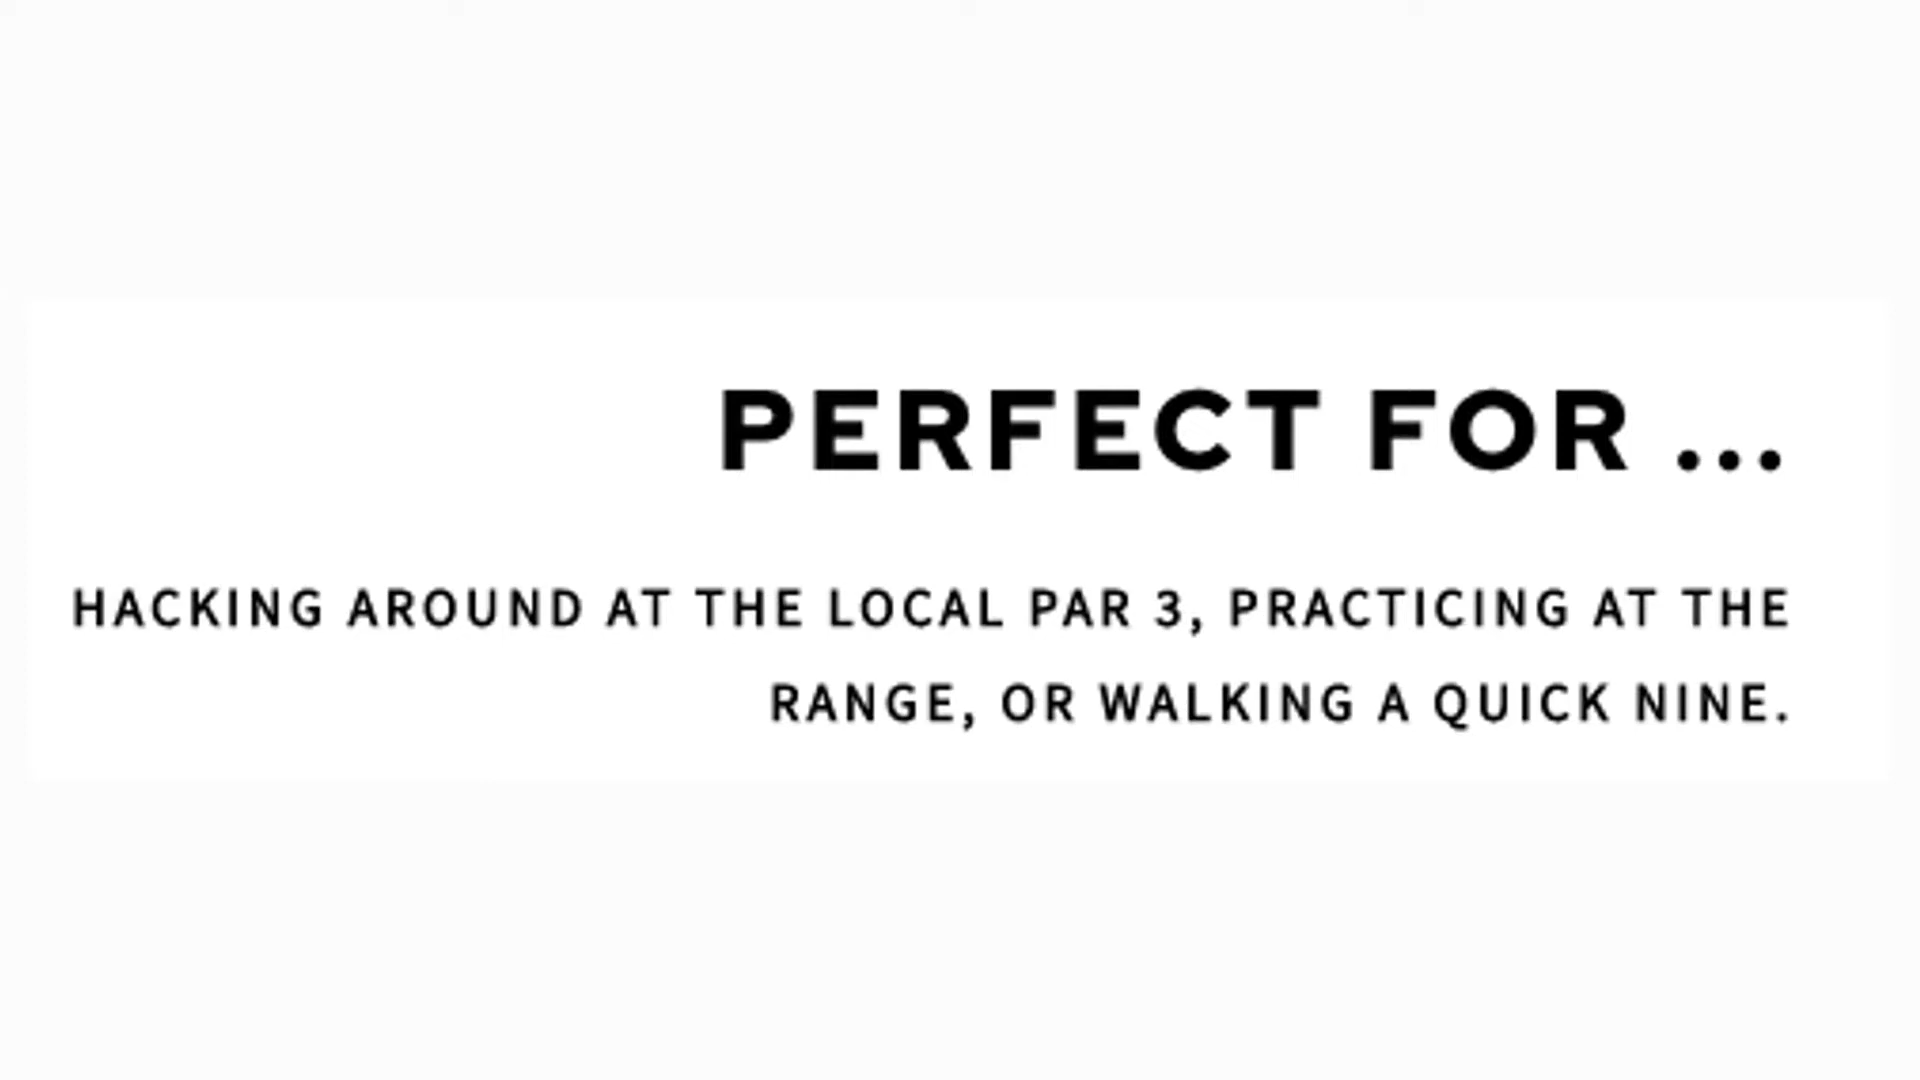 PERFECT FOR ...
HACKING AROUND AT THE LOCAL PAR 3, PRACTICING AT THE
RANGE, OR WALKING A QUICK NINE.